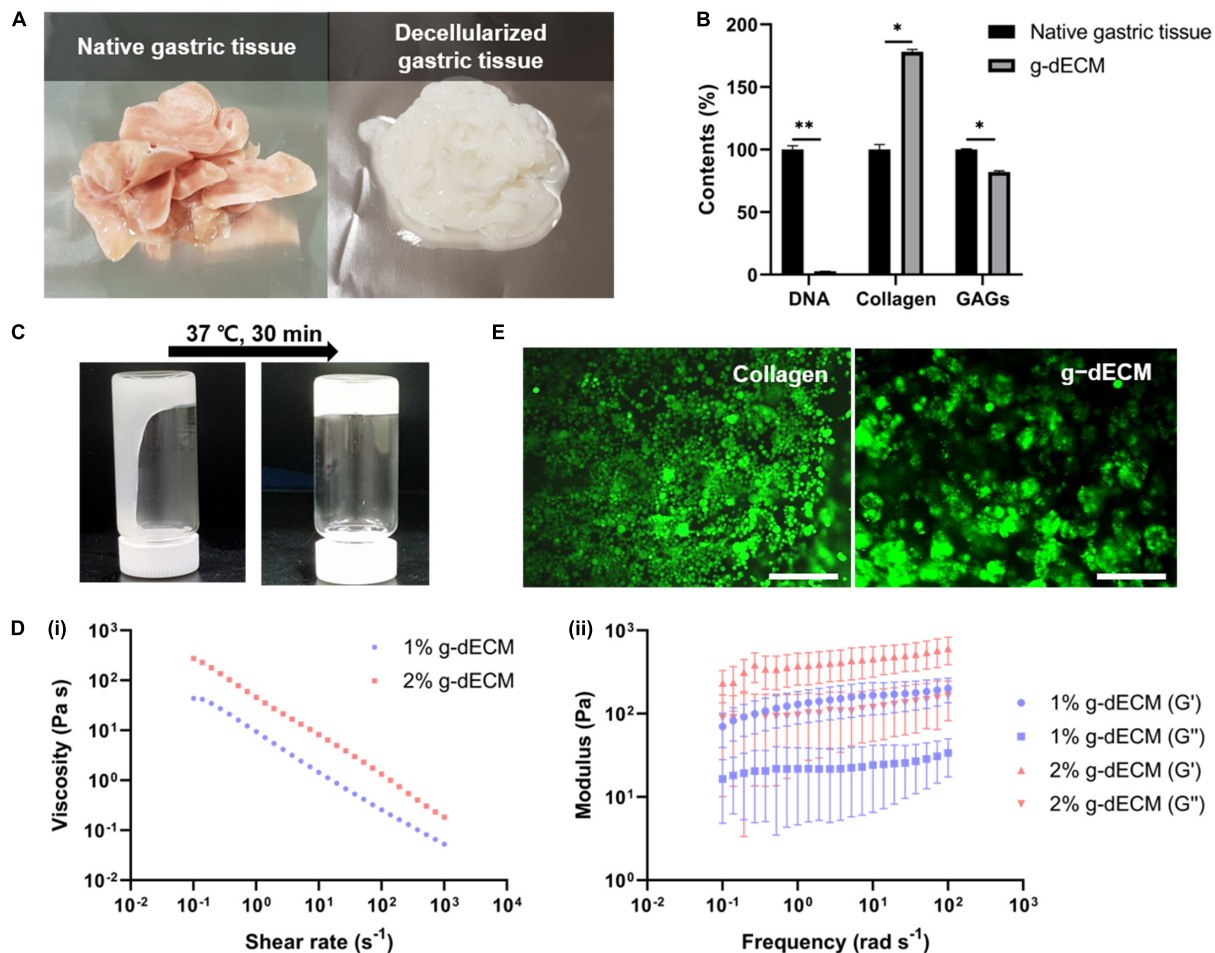 A
Native gastric tissue
Decellularized
gastric tissue
B
200
150
100
50
0
Contents (%)
**
*
*
DNA
Collagen
GAGs
Native gastric tissue
g-dECM
C
37 ℃, 30 min
E
Collagen
g−dECM
D
(i)
10³
10²
10¹
10⁰
10⁻¹
10⁻²
Viscosity (Pa s)
1% g-dECM
2% g-dECM
10⁻² 10⁻¹ 10⁰ 10¹ 10² 10³ 10⁴
Shear rate (s⁻¹)
(ii)
10³
10²
10¹
10⁰
Modulus (Pa)
1% g-dECM (G')
1% g-dECM (G'')
2% g-dECM (G')
2% g-dECM (G'')
10⁻² 10⁻¹ 10⁰ 10¹ 10² 10³
Frequency (rad s⁻¹)